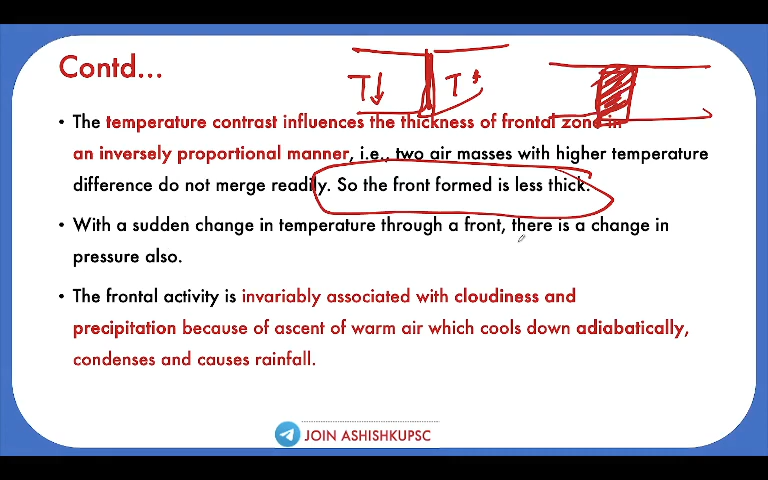 Contd...
T↓
T↑
• The temperature contrast influences the thickness of frontal zone in
an inversely proportional manner, i.e., two air masses with higher temperature
difference do not merge readily. So the front formed is less thick.
• With a sudden change in temperature through a front, there is a change in
pressure also.
• The frontal activity is invariably associated with cloudiness and
precipitation because of ascent of warm air which cools down adiabatically,
condenses and causes rainfall.
JOIN ASHISHKUPSC